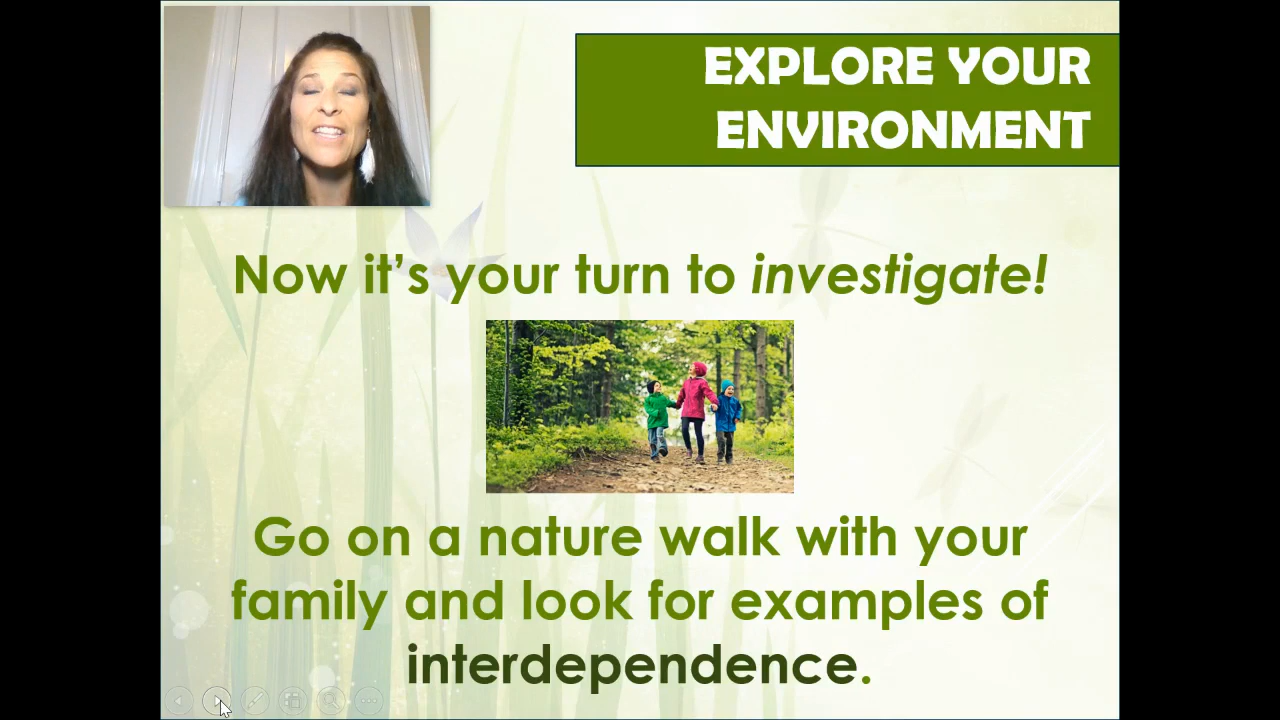 EXPLORE YOUR
ENVIRONMENT
Now it’s your turn to investigate!
Go on a nature walk with your
family and look for examples of
interdependence.